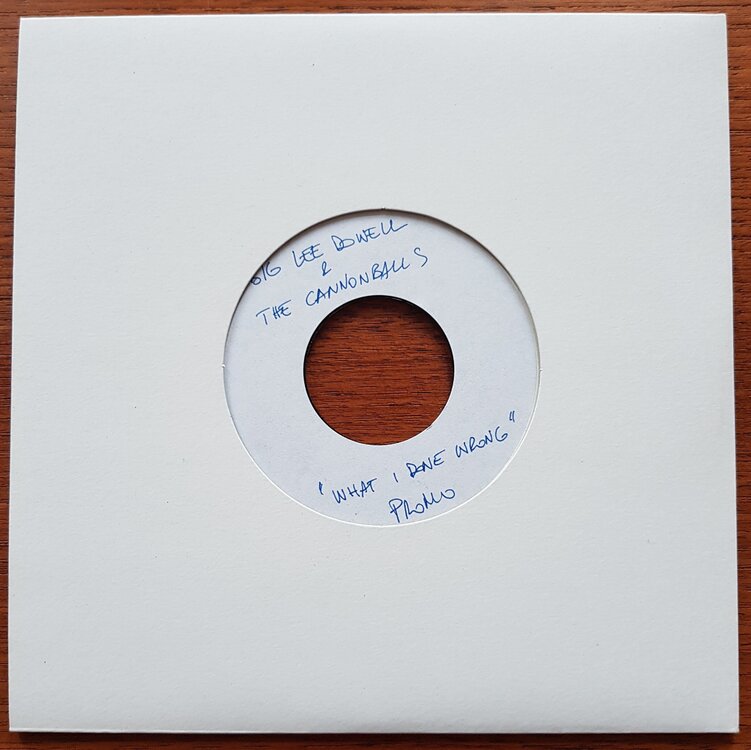 BIG LEE DOWELL
&
THE CANNONBALLS
"WHAT I DONE WRONG"
PROMO